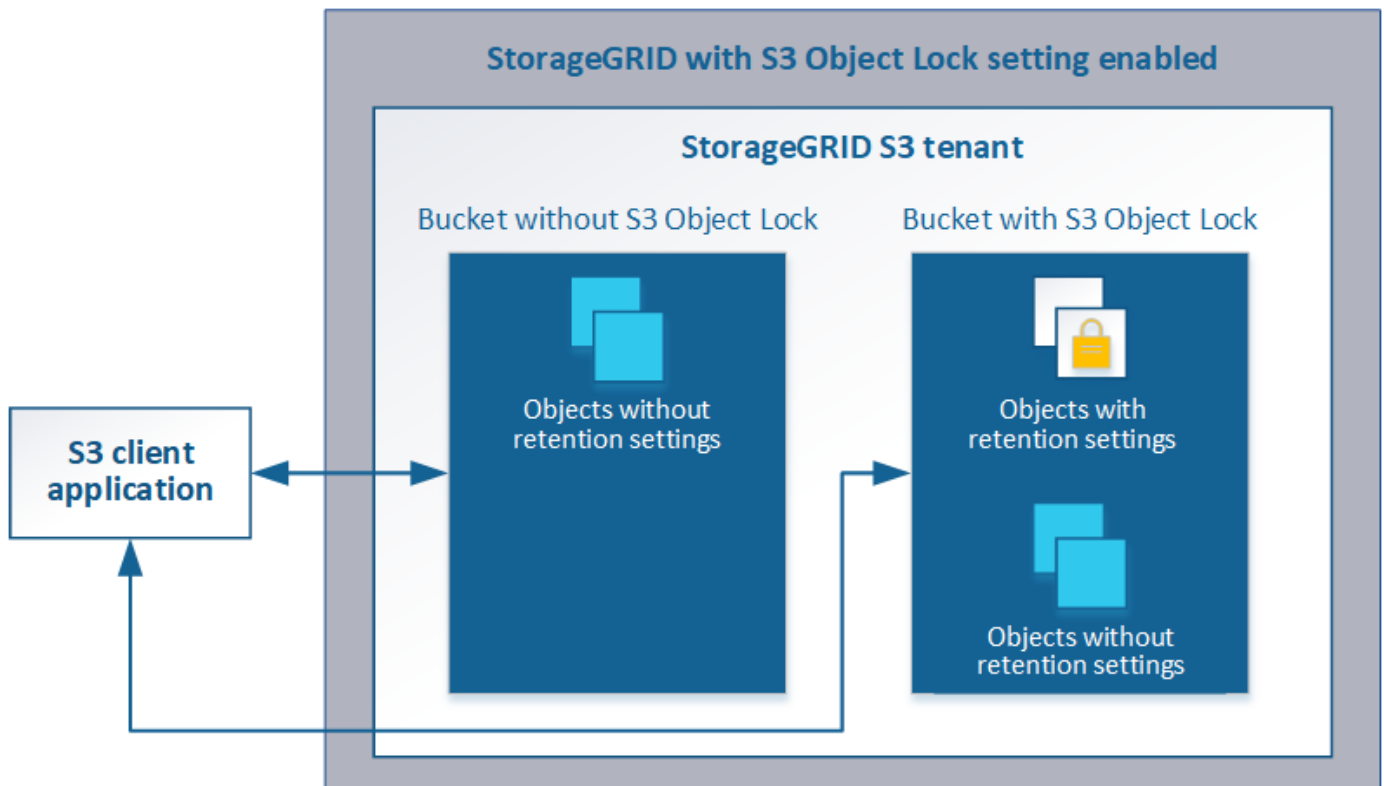 StorageGRID with S3 Object Lock setting enabled
StorageGRID S3 tenant
Bucket without S3 Object Lock
Bucket with S3 Object Lock
Objects without
retention settings
Objects with
retention settings
S3 client
application
Objects without
retention settings